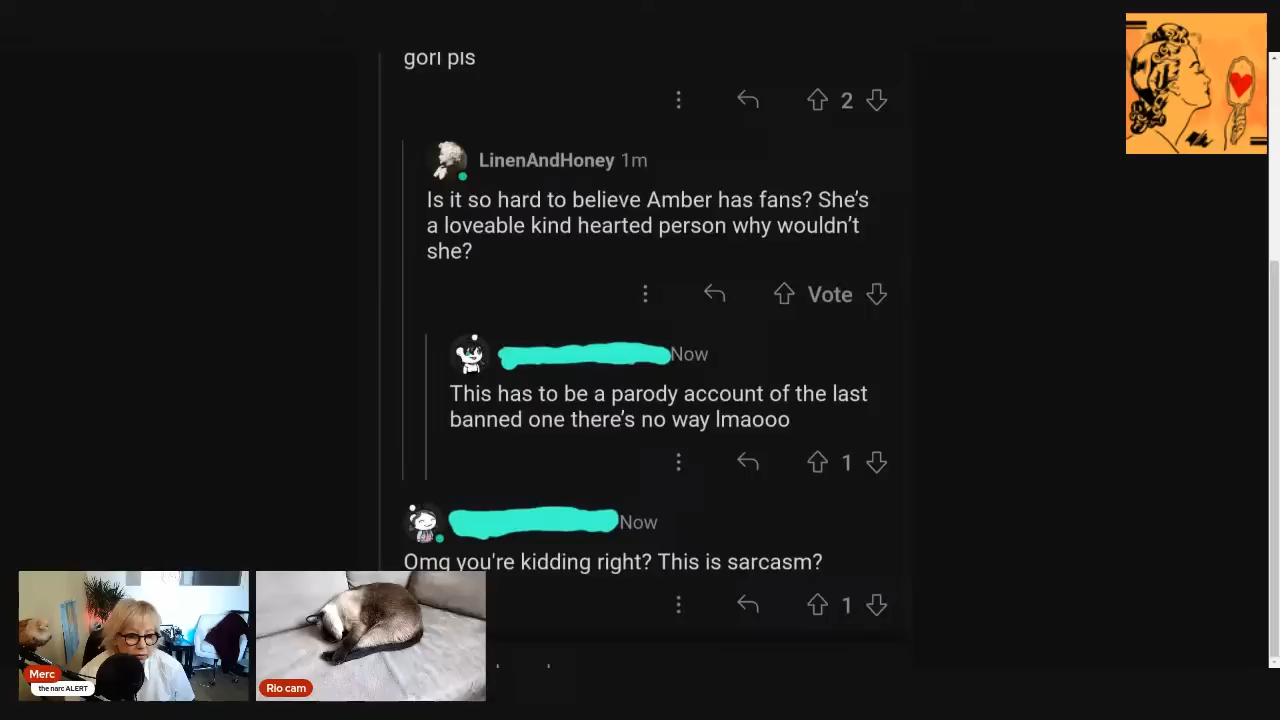 gorl pls
2
LinenAndHoney 1m
Is it so hard to believe Amber has fans? She's
a loveable kind hearted person why wouldn't
she?
Vote
Now
This has to be a parody account of the last
banned one there's no way lmaooo
1
Now
Omg you're kidding right? This is sarcasm?
1
Merc
the narc ALERT
Rio cam